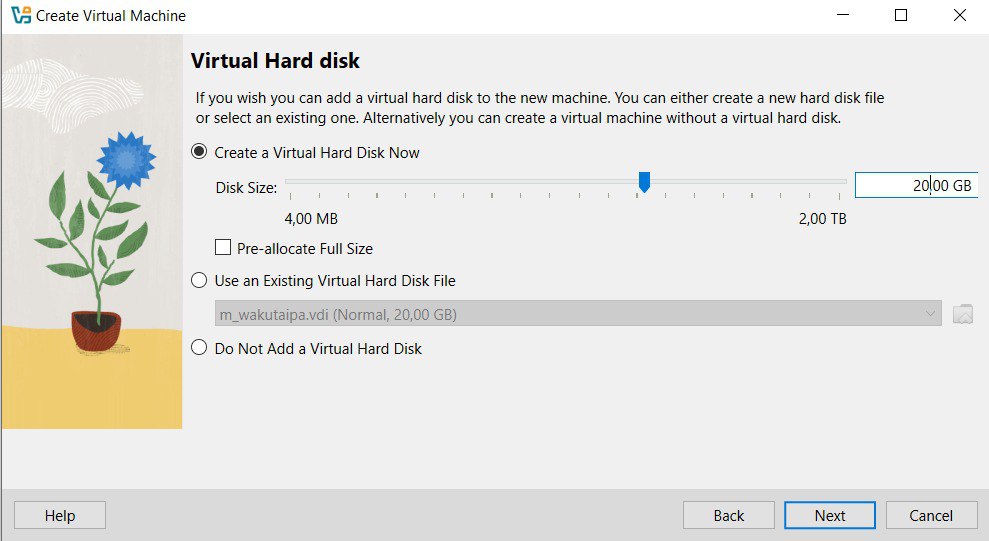 Create Virtual Machine
Virtual Hard disk
If you wish you can add a virtual hard disk to the new machine. You can either create a new hard disk file
or select an existing one. Alternatively you can create a virtual machine without a virtual hard disk.
Create a Virtual Hard Disk Now
Disk Size:
20,00 GB
4,00 MB
2,00 TB
Pre-allocate Full Size
Use an Existing Virtual Hard Disk File
m_wakutaipa.vdi (Normal, 20,00 GB)
Do Not Add a Virtual Hard Disk
Help
Back
Next
Cancel